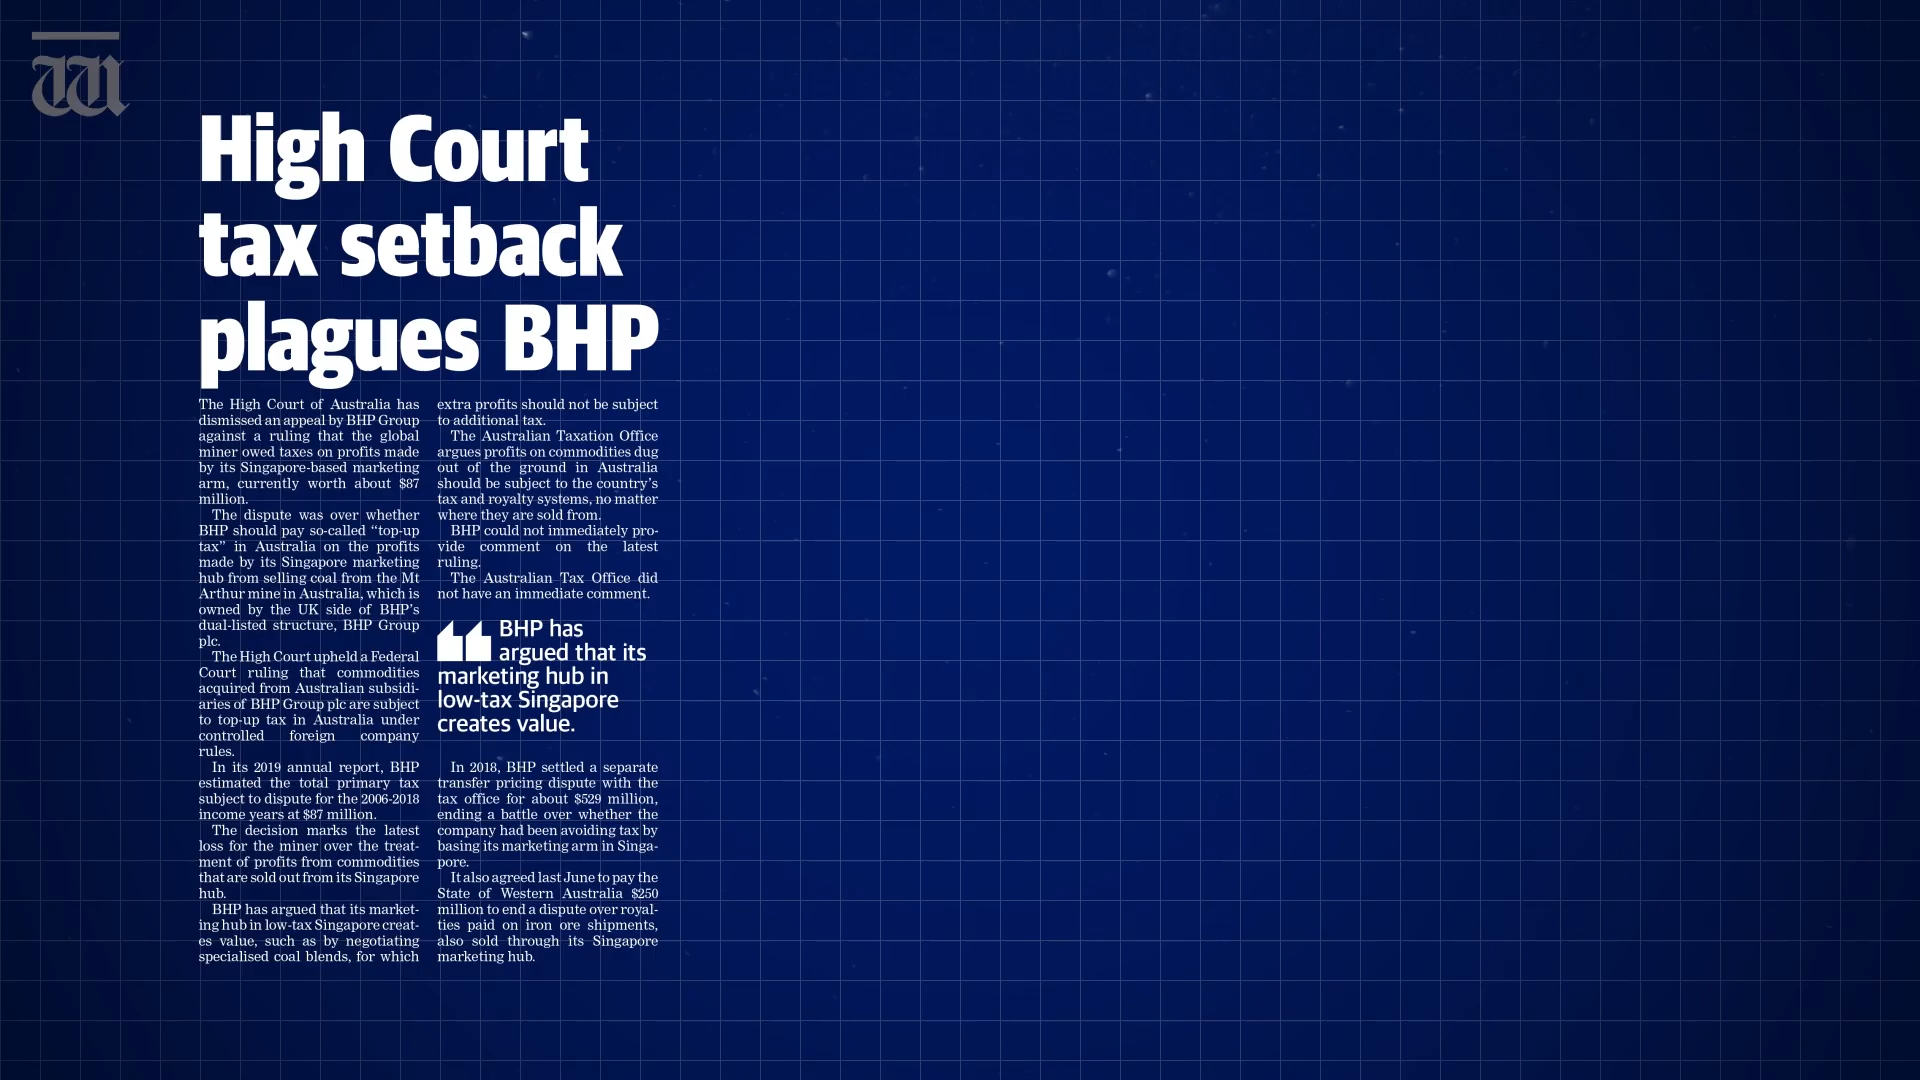 W
High Court
tax setback
plagues BHP
The High Court of Australia has
dismissed an appeal by BHP Group
against a ruling that the global
miner owed taxes on profits made
by its Singapore-based marketing
arm, currently worth about $87
million.
The dispute was over whether
BHP should pay so-called “top-up
tax” in Australia on the profits
made by its Singapore marketing
hub from selling coal from the Mt
Arthur mine in Australia, which is
owned by the UK side of BHP’s
dual-listed structure, BHP Group
plc.
The High Court upheld a Federal
Court ruling that commodities
acquired from Australian subsidi-
aries of BHP Group plc are subject
to top-up tax in Australia under
controlled foreign company
rules.
In its 2019 annual report, BHP
estimated the total primary tax
subject to dispute for the 2006-2018
income years at $87 million.
The decision marks the latest
loss for the miner over the treat-
ment of profits from commodities
that are sold out from its Singapore
hub.
BHP has argued that its market-
ing hub in low-tax Singapore creat-
es value, such as by negotiating
specialised coal blends, for which
extra profits should not be subject
to additional tax.
The Australian Taxation Office
argues profits on commodities dug
out of the ground in Australia
should be subject to the country’s
tax and royalty systems, no matter
where they are sold from.
BHP could not immediately pro-
vide comment on the latest
ruling.
The Australian Tax Office did
not have an immediate comment.
BHP has
argued that its
marketing hub in
low-tax Singapore
creates value.
In 2018, BHP settled a separate
transfer pricing dispute with the
tax office for about $529 million,
ending a battle over whether the
company had been avoiding tax by
basing its marketing arm in Singa-
pore.
It also agreed last June to pay the
State of Western Australia $250
million to end a dispute over royal-
ties paid on iron ore shipments,
also sold through its Singapore
marketing hub.